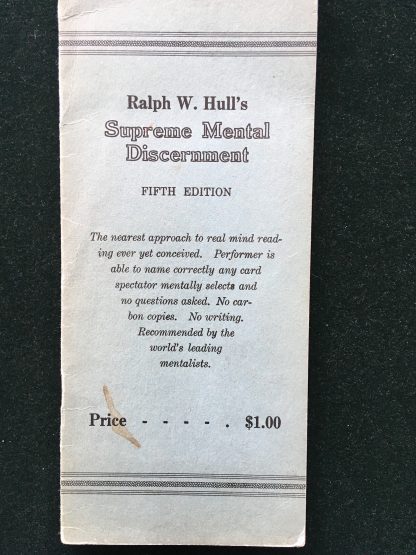 Ralph W. Hull's
Supreme Mental
Discernment
FIFTH EDITION
The nearest approach to real mind read-
ing ever yet conceived. Performer is
able to name correctly any card
spectator mentally selects and
no questions asked. No car-
bon copies. No writing.
Recommended by the
world's leading
mentalists.
Price - - - - . $1.00